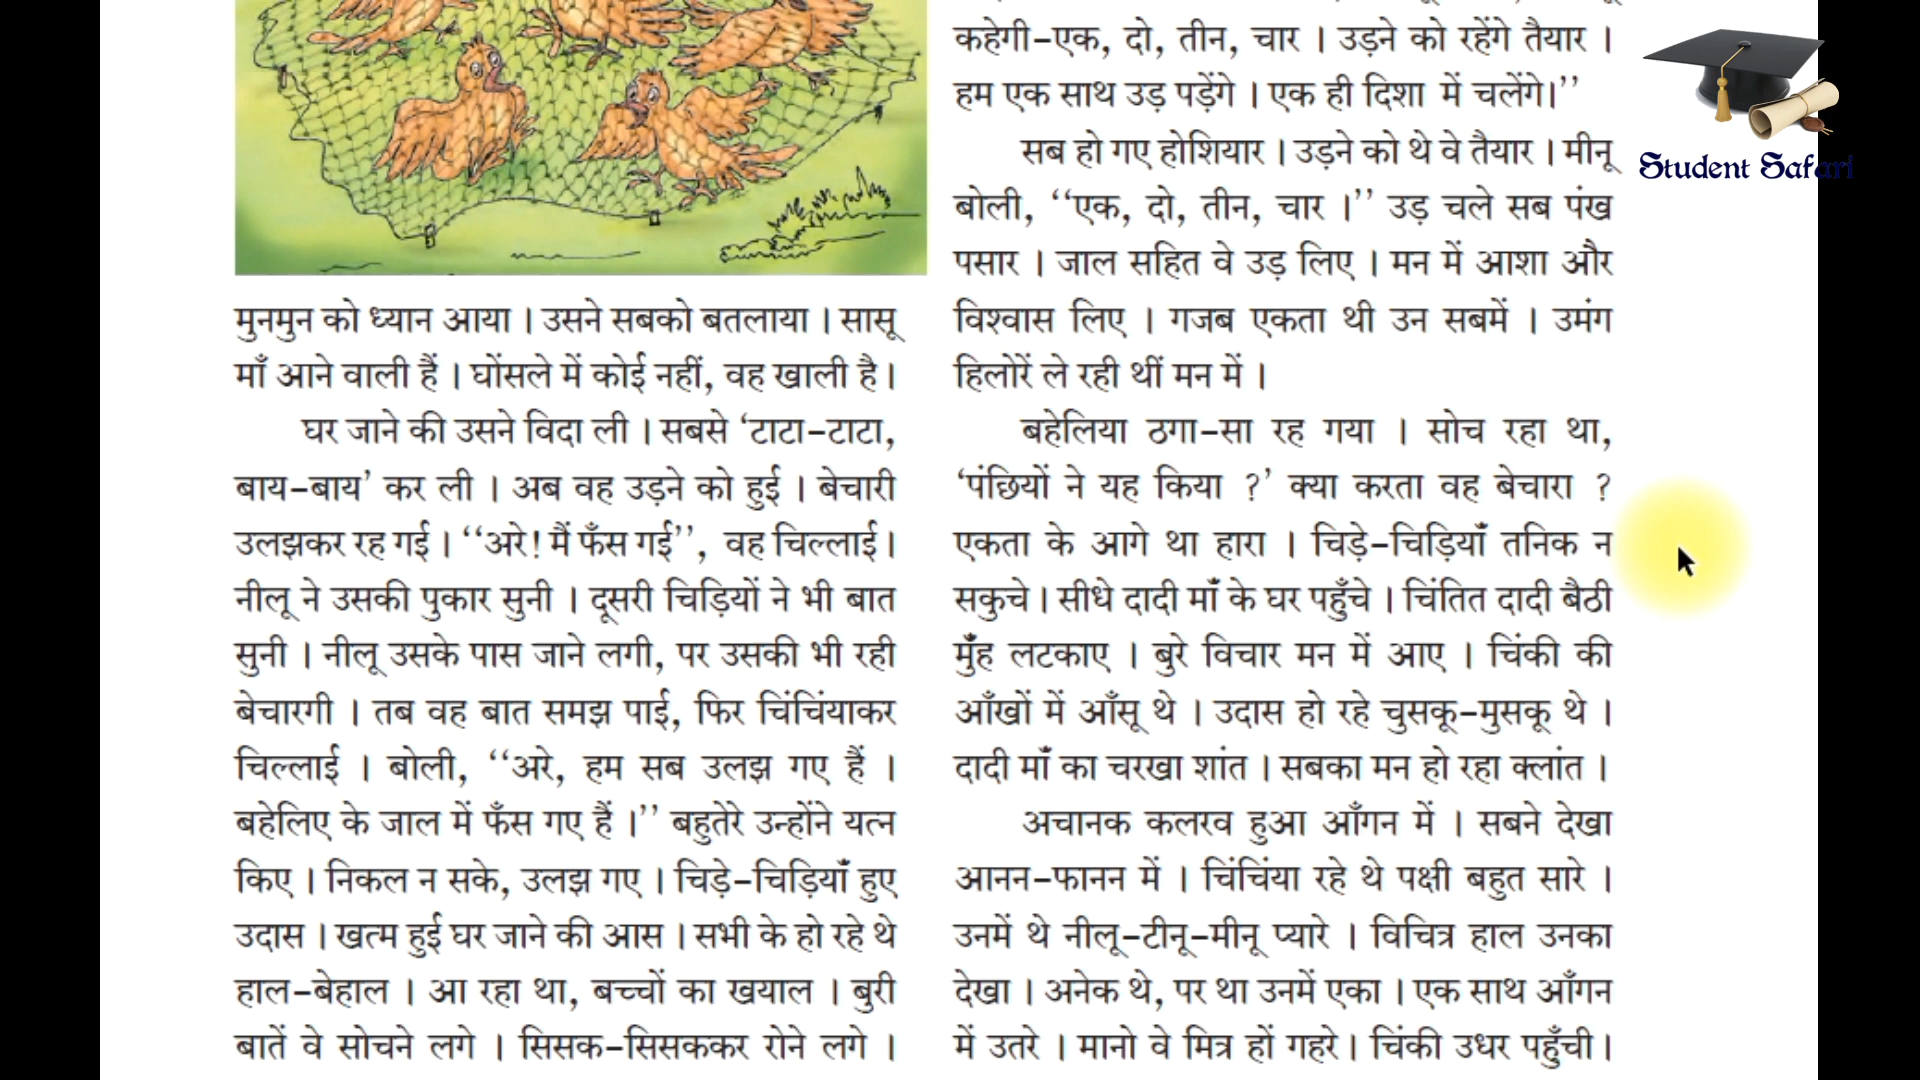 मुनमुन को ध्यान आया । उसने सबको बतलाया । सासू
माँ आने वाली हैं । घोंसले में कोई नहीं, वह खाली है।
घर जाने की उसने विदा ली । सबसे ‘टाटा-टाटा,
बाय-बाय’ कर ली । अब वह उड़ने को हुई । बेचारी
उलझकर रह गई । ‘‘अरे! मैं फँस गई’’, वह चिल्लाई।
नीलू ने उसकी पुकार सुनी । दूसरी चिड़ियों ने भी बात
सुनी । नीलू उसके पास जाने लगी, पर उसकी भी रही
बेचारगी । तब वह बात समझ पाई, फिर चिंचिंयाकर
चिल्लाई । बोली, ‘‘अरे, हम सब उलझ गए हैं ।
बहेलिए के जाल में फँस गए हैं ।’’ बहुतेरे उन्होंने यत्न
किए । निकल न सके, उलझ गए । चिड़े-चिड़ियाँ हुए
उदास । खत्म हुई घर जाने की आस । सभी के हो रहे थे
हाल-बेहाल । आ रहा था, बच्चों का खयाल । बुरी
बातें वे सोचने लगे । सिसक-सिसककर रोने लगे ।
कहेगी-एक, दो, तीन, चार । उड़ने को रहेंगे तैयार ।
हम एक साथ उड़ पड़ेंगे । एक ही दिशा में चलेंगे।’’
सब हो गए होशियार । उड़ने को थे वे तैयार । मीनू
बोली, ‘‘एक, दो, तीन, चार ।’’ उड़ चले सब पंख
पसार । जाल सहित वे उड़ लिए । मन में आशा और
विश्वास लिए । गजब एकता थी उन सबमें । उमंग
हिलोरें ले रही थीं मन में ।
बहेलिया ठगा-सा रह गया । सोच रहा था,
‘पंछियों ने यह किया ?’ क्या करता वह बेचारा ?
एकता के आगे था हारा । चिड़े-चिड़ियाँ तनिक न
सकुचे । सीधे दादी माँ के घर पहुँचे । चिंतित दादी बैठी
मुँह लटकाए । बुरे विचार मन में आए । चिंकी की
आँखों में आँसू थे । उदास हो रहे चुसकू-मुसकू थे ।
दादी माँ का चरखा शांत । सबका मन हो रहा क्लांत ।
अचानक कलरव हुआ आँगन में । सबने देखा
आनन-फानन में । चिंचिंया रहे थे पक्षी बहुत सारे ।
उनमें थे नीलू-टीनू-मीनू प्यारे । विचित्र हाल उनका
देखा । अनेक थे, पर था उनमें एका । एक साथ आँगन
में उतरे । मानो वे मित्र हों गहरे। चिंकी उधर पहुँची।
Student Safari